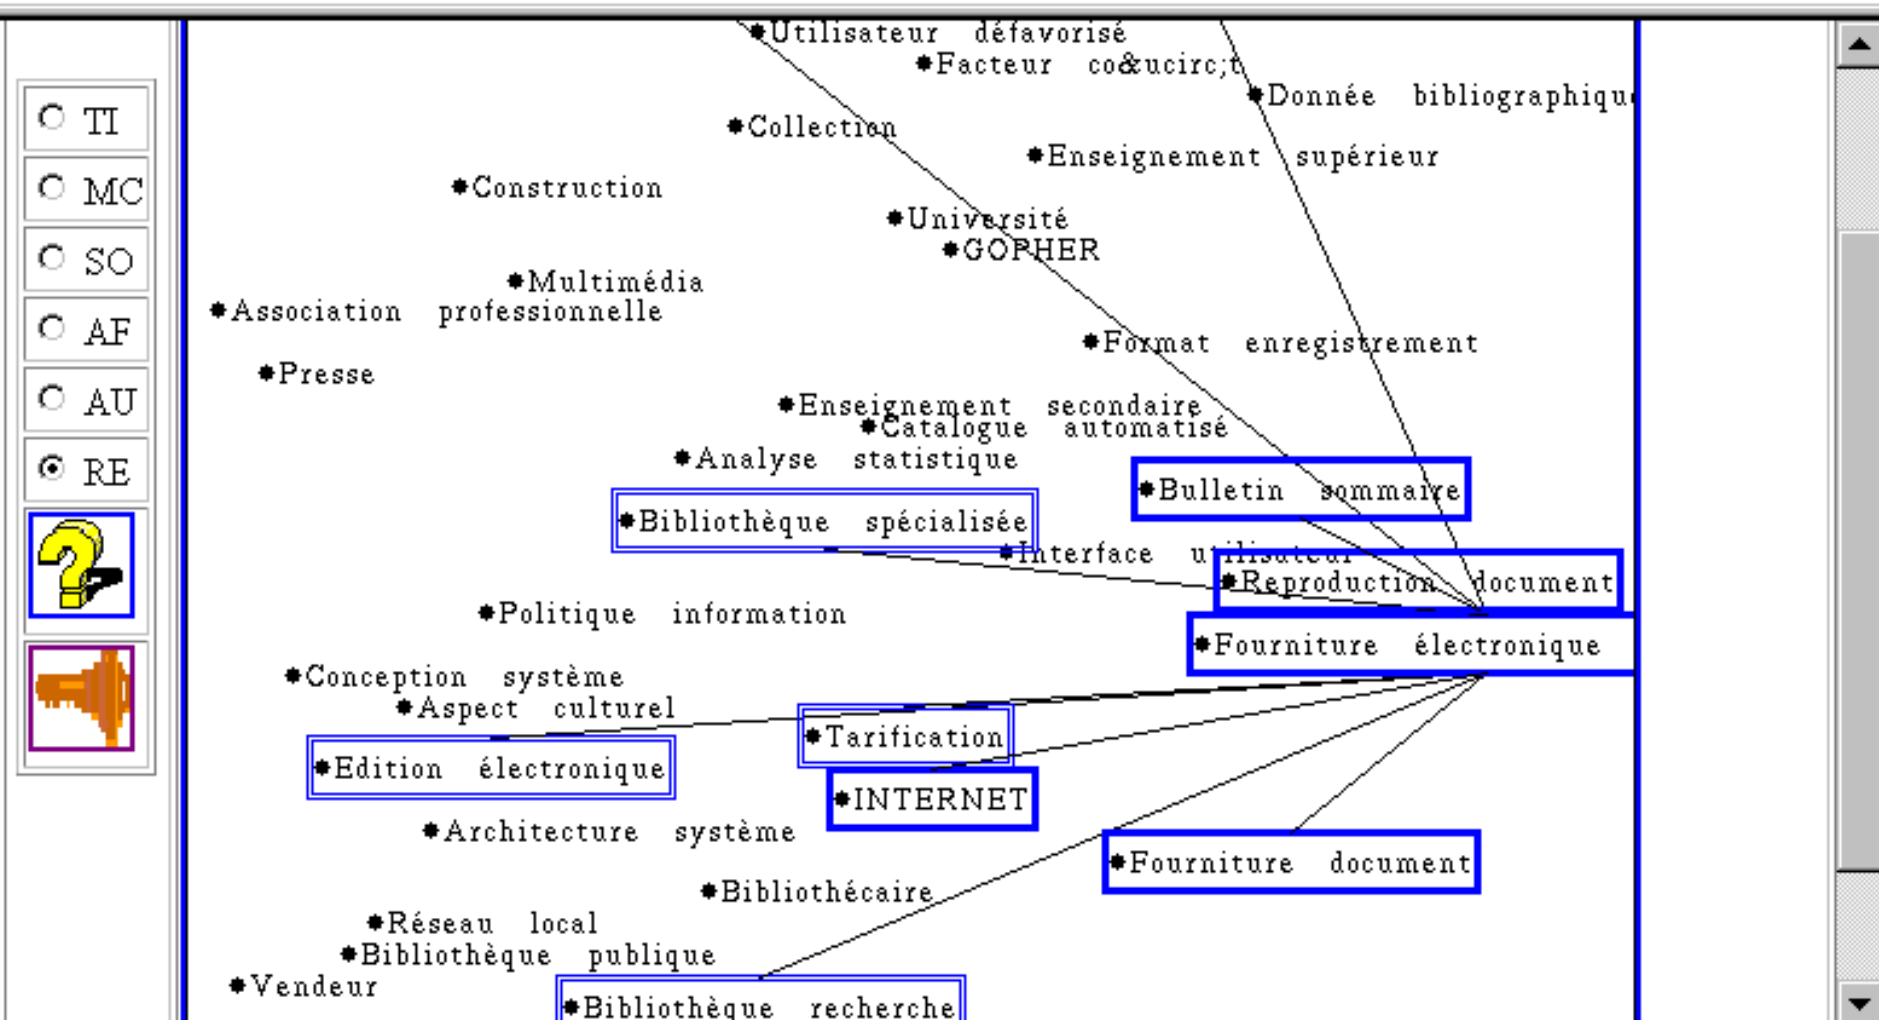 TI
MC
SO
AF
AU
RE
Utilisateur défavorisé
Facteur co&ucirc;t
Donnée bibliographique
Collection
Enseignement supérieur
Construction
Université
GOPHER
Multimédia
Association professionnelle
Format enregistrement
Presse
Enseignement secondaire
Catalogue automatisé
Analyse statistique
Bulletin sommaire
Bibliothèque spécialisée
Interface utilisateur
Reproduction document
Politique information
Fourniture électronique
Conception système
Aspect culturel
Tarification
Edition électronique
INTERNET
Architecture système
Fourniture document
Bibliothécaire
Réseau local
Bibliothèque publique
Vendeur
Bibliothèque recherche